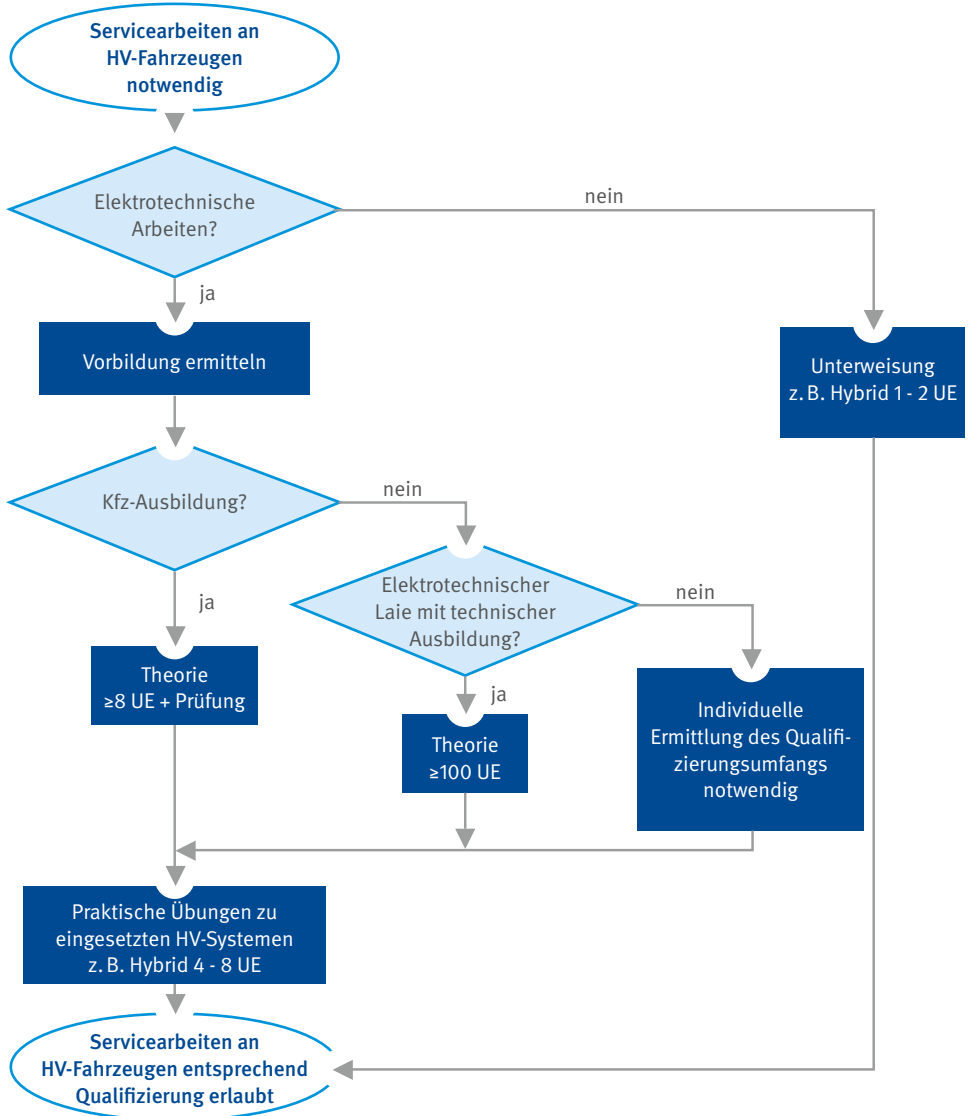 Servicearbeiten an
HV-Fahrzeugen
notwendig
Elektrotechnische
Arbeiten?
nein
ja
Vorbildung ermitteln
Unterweisung
z. B. Hybrid 1 - 2 UE
Kfz-Ausbildung?
nein
ja
Elektrotechnischer
Laie mit technischer
Ausbildung?
nein
ja
Theorie
≥8 UE + Prüfung
Theorie
≥100 UE
Individuelle
Ermittlung des Qualifi-
zierungsumfangs
notwendig
Praktische Übungen zu
eingesetzten HV-Systemen
z. B. Hybrid 4 - 8 UE
Servicearbeiten an
HV-Fahrzeugen entsprechend
Qualifizierung erlaubt